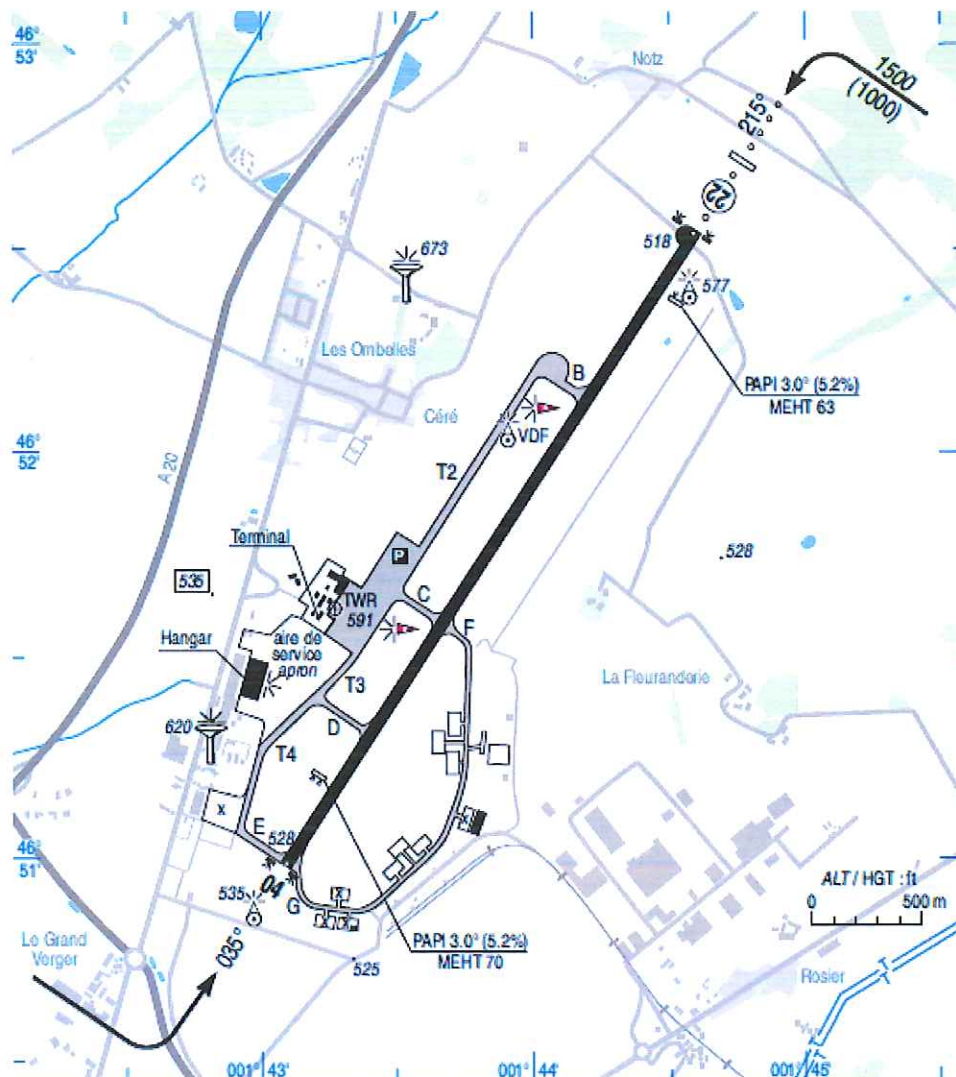 46°
53'
Notz
1500
(1000)
215°
22
518
673
577
Les Ombelles
PAPI 3.0° (5.2%)
MEHT 63
B
Céré
VDF
46°
52'
A 20
T2
528
Terminal
P
535
TWR
591
C
F
Hangar
aire de
service
apron
T3
La Fleuranderie
620
D
T4
X
E
528
X
46°
51'
04
535
G
X
X
X
ALT / HGT : ft
0 500 m
035°
PAPI 3.0° (5.2%)
MEHT 70
Le Grand
Verger
525
Rosier
001° 43'
001° 44'
001° 45'